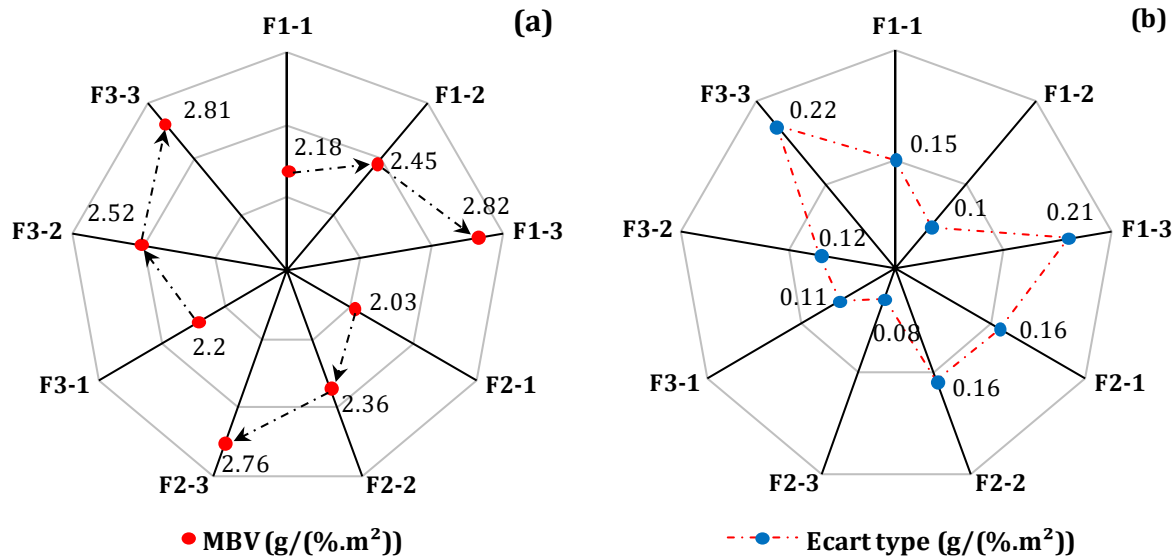 (a)
F1-1
F1-2
F1-3
F2-1
F2-2
F2-3
F3-1
F3-2
F3-3
2.18
2.45
2.82
2.03
2.36
2.76
2.2
2.52
2.81
MBV (g/(%.m²))
(b)
F1-1
F1-2
F1-3
F2-1
F2-2
F2-3
F3-1
F3-2
F3-3
0.15
0.1
0.21
0.16
0.16
0.08
0.11
0.12
0.22
Ecart type (g/(%.m²))